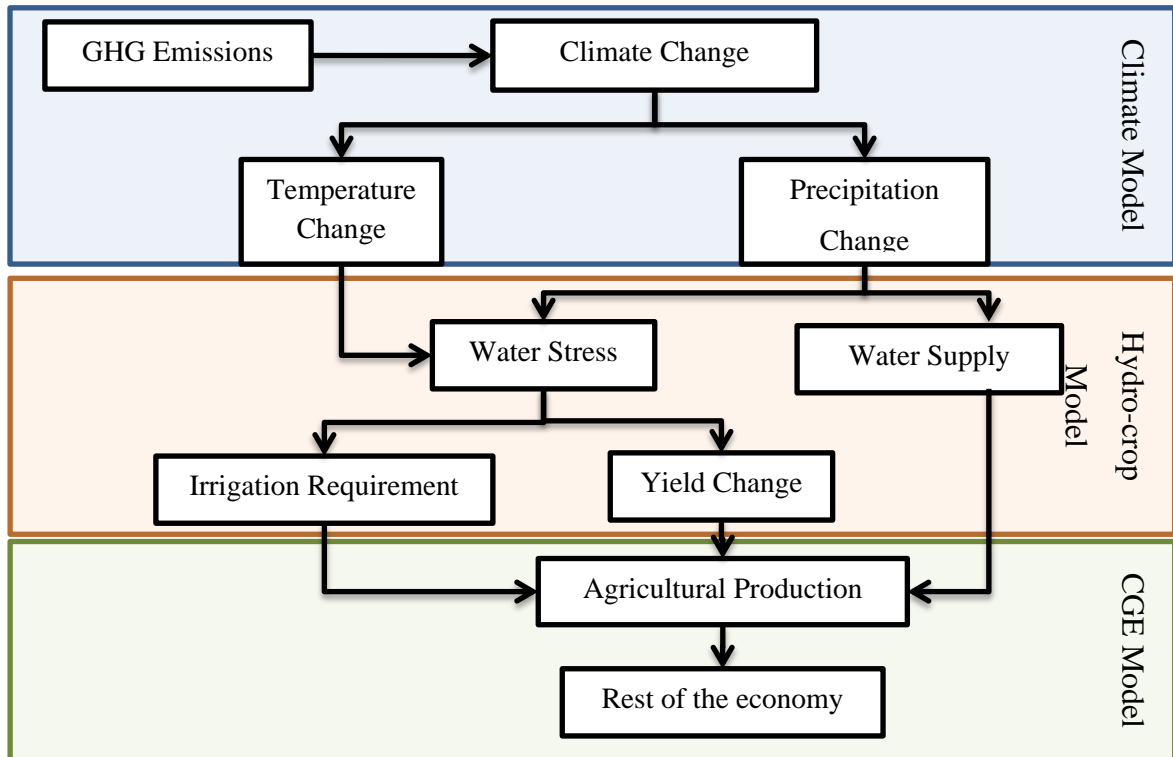 GHG Emissions
Climate Change
Temperature
Change
Precipitation
Change
Climate Model
Water Stress
Water Supply
Irrigation Requirement
Yield Change
Hydro-crop
Model
Agricultural Production
Rest of the economy
CGE Model